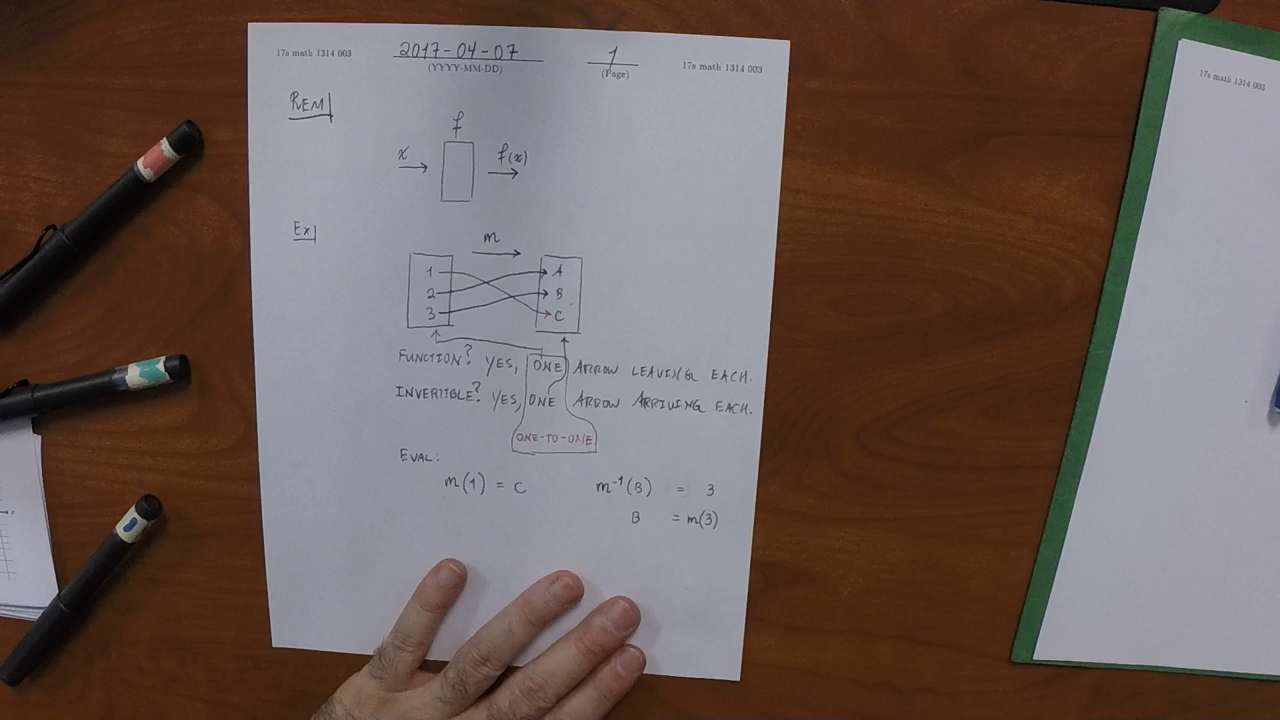 17s math 1314 003 2017-04-07 1 17s math 1314 003
(YYYY-MM-DD) (Page)
REM
f
x f(x)
Ex
m
1 A
2 B
3 C
FUNCTION? YES, ONE ARROW LEAVING EACH.
INVERTIBLE? YES, ONE ARROW ARRIVING EACH.
ONE-TO-ONE
EVAL:
m(1) = C m⁻¹(B) = 3
B = m(3)
17s math 1314 003